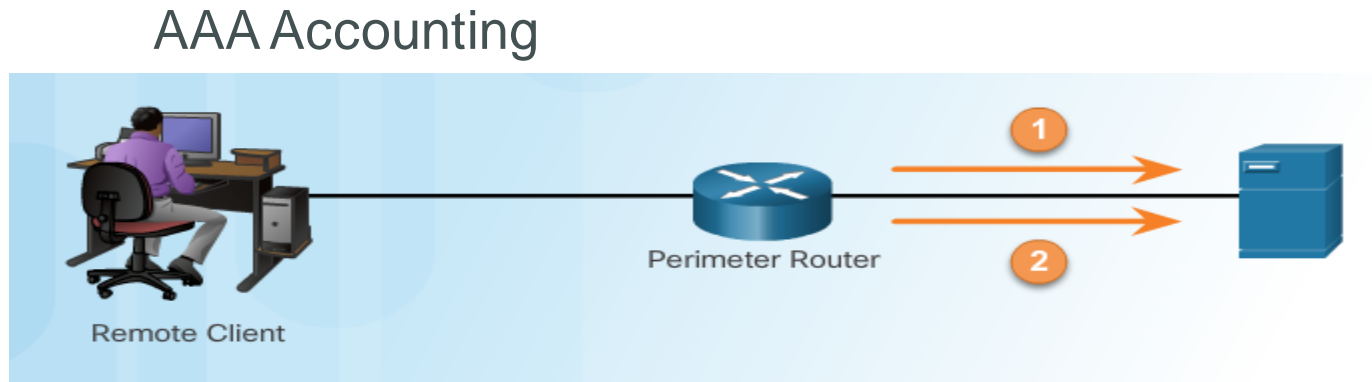 AAA Accounting
1
Perimeter Router
2
Remote Client